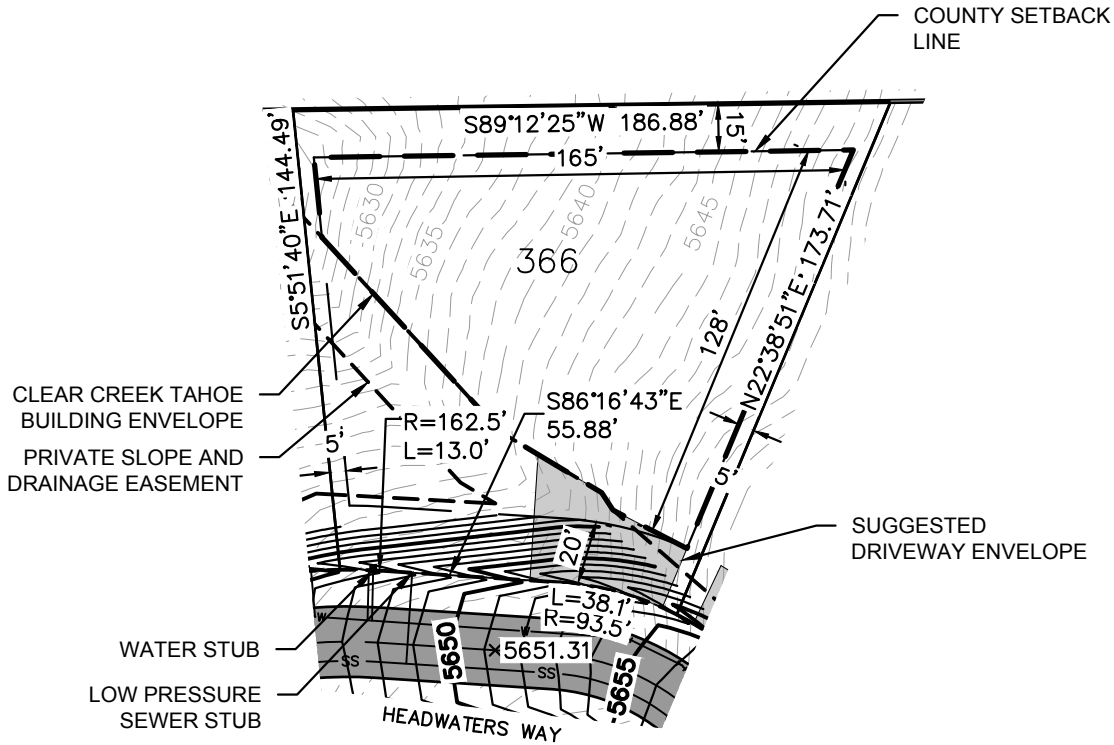 COUNTY SETBACK
LINE
S89°12'25"W 186.88'
15'
165'
S5°51'40"E 144.49'
5630
5635
5640
5645
366
128'
N22°38'51"E 173.71'
CLEAR CREEK TAHOE
BUILDING ENVELOPE
PRIVATE SLOPE AND
DRAINAGE EASEMENT
5'
R=162.5'
L=13.0'
S86°16'43"E
55.88'
5'
SUGGESTED
DRIVEWAY ENVELOPE
20'
L=38.1'
R=93.5'
WATER STUB
W
5650
5651.31
5655
SS
SS
LOW PRESSURE
SEWER STUB
HEADWATERS WAY